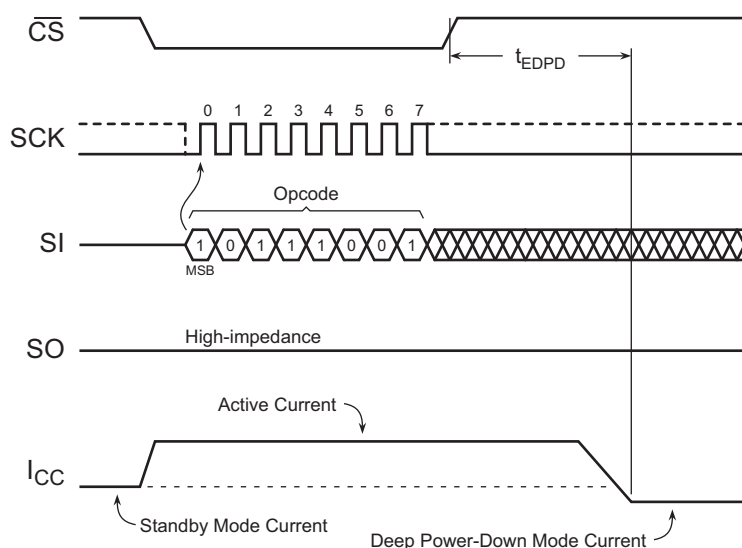 CS
tEDPD
SCK
0 1 2 3 4 5 6 7
Opcode
SI
1 0 1 1 1 0 0 1
MSB
High-impedance
SO
Active Current
ICC
Standby Mode Current
Deep Power-Down Mode Current